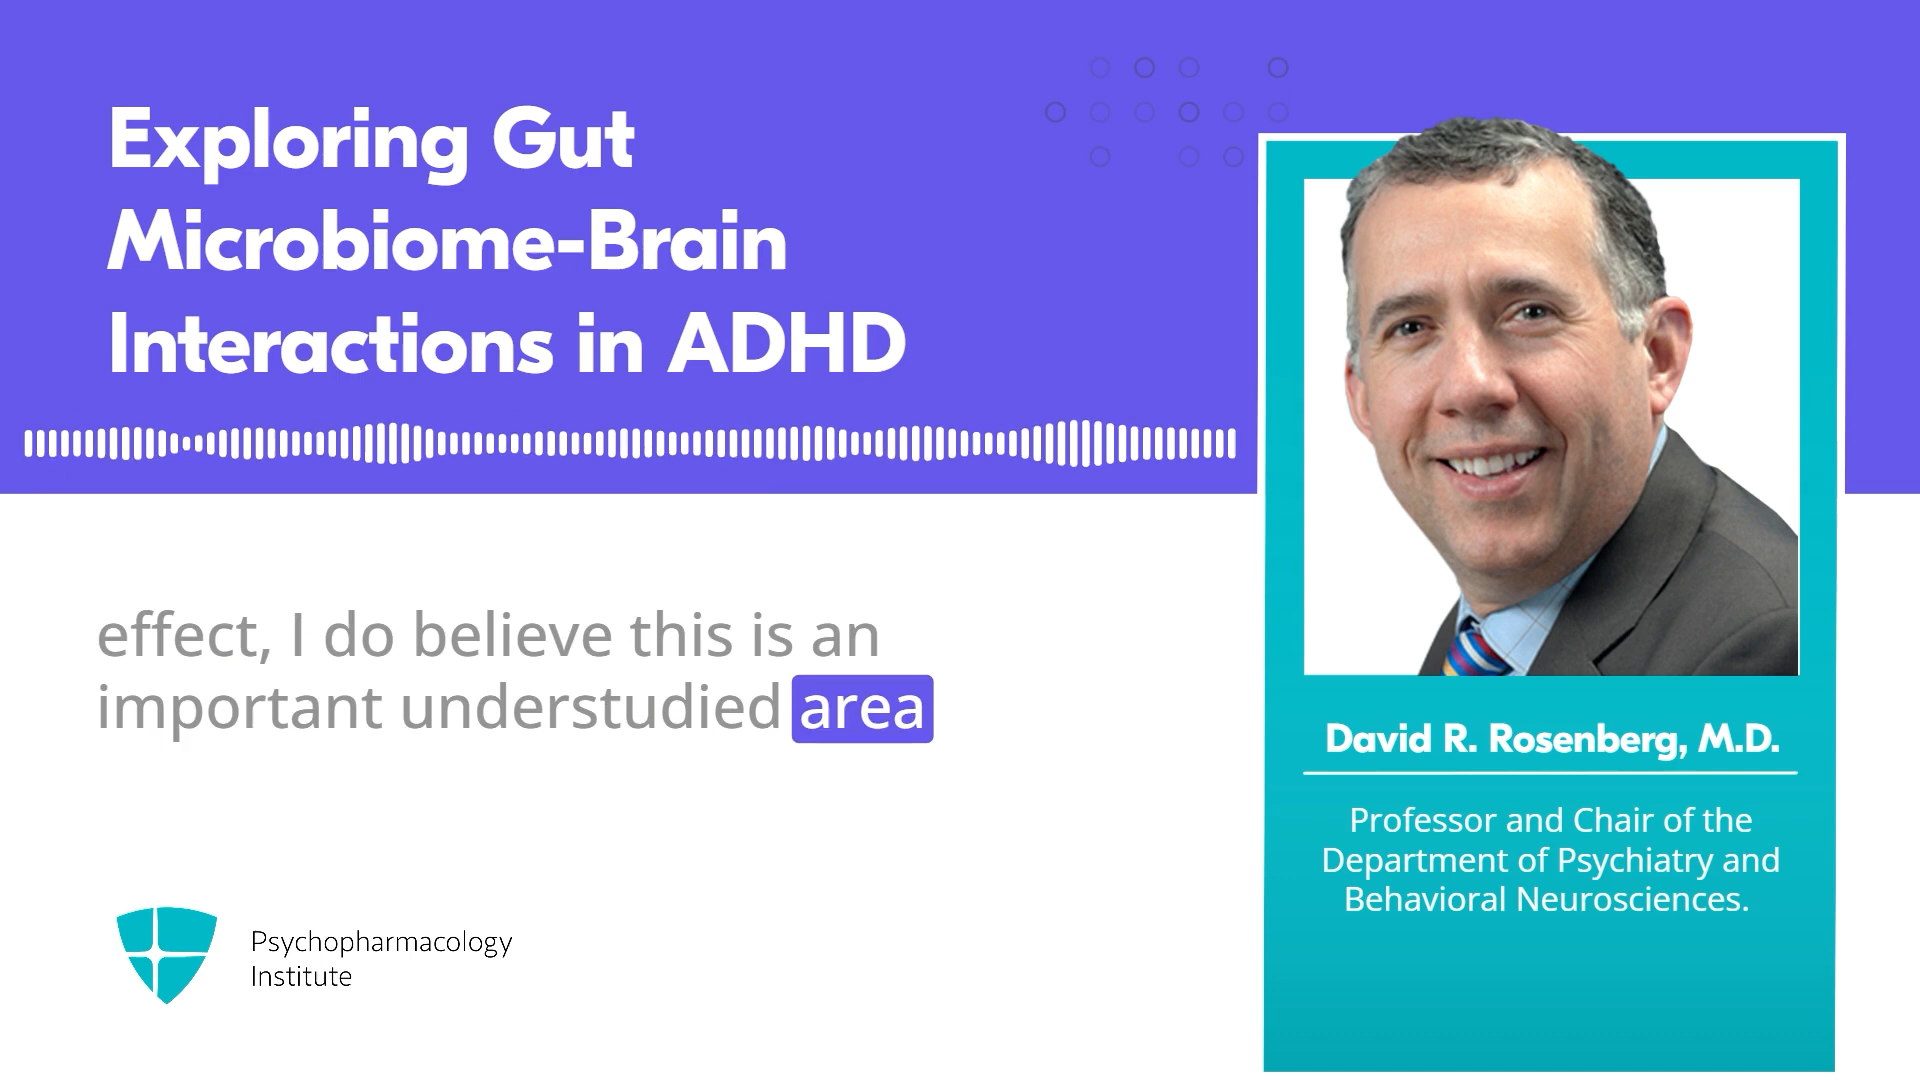 Exploring Gut
Microbiome-Brain
Interactions in ADHD
effect, I do believe this is an
important understudied area
Psychopharmacology
Institute
David R. Rosenberg, M.D.
Professor and Chair of the
Department of Psychiatry and
Behavioral Neurosciences.